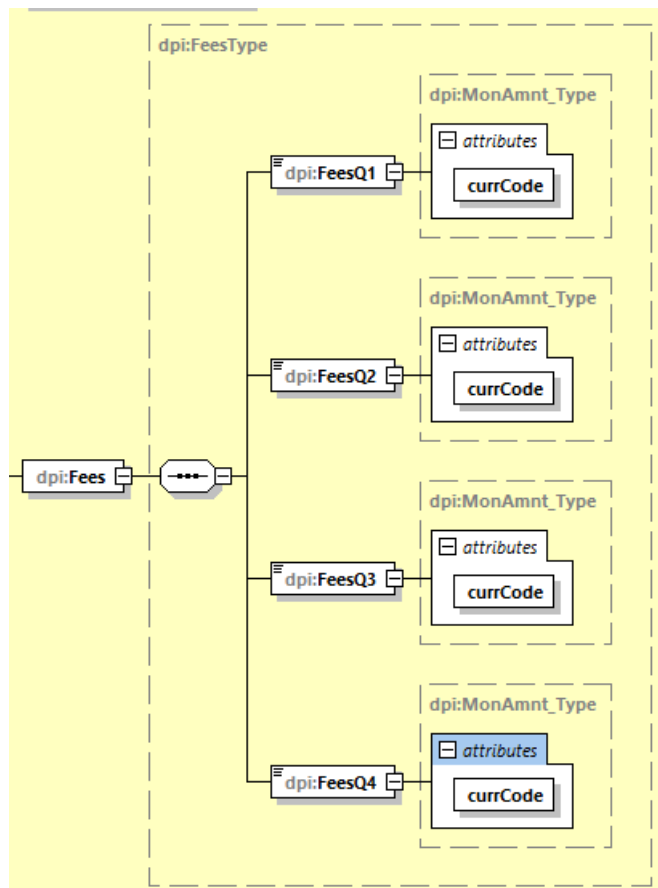 dpi:FeesType
dpi:MonAmnt_Type
attributes
dpi:FeesQ1
currCode
dpi:MonAmnt_Type
attributes
dpi:FeesQ2
currCode
dpi:Fees
dpi:MonAmnt_Type
attributes
dpi:FeesQ3
currCode
dpi:MonAmnt_Type
attributes
dpi:FeesQ4
currCode